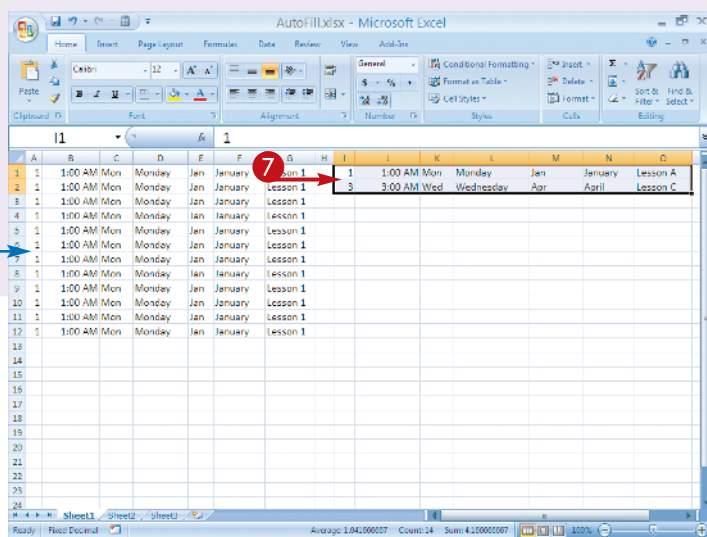 AutoFill.xlsx - Microsoft Excel
Home Insert Page Layout Formulas Data Review View Add-Ins
Calibri 12 General Conditional Formatting Insert Σ
Paste B I U $ % , Format as Table Delete Sort & Find &
Cell Styles Format Filter Select
Clipboard Font Alignment Number Styles Cells Editing
I1 fx 1
A B C D E F G H I J K L M N O
1 1 1:00 AM Mon Monday Jan January Lesson 1 7 1 1:00 AM Mon Monday Jan January Lesson A
2 1 1:00 AM Mon Monday Jan January Lesson 1 3 3:00 AM Wed Wednesday Apr April Lesson C
3 1 1:00 AM Mon Monday Jan January Lesson 1
4 1 1:00 AM Mon Monday Jan January Lesson 1
5 1 1:00 AM Mon Monday Jan January Lesson 1
6 1 1:00 AM Mon Monday Jan January Lesson 1
7 1 1:00 AM Mon Monday Jan January Lesson 1
8 1 1:00 AM Mon Monday Jan January Lesson 1
9 1 1:00 AM Mon Monday Jan January Lesson 1
10 1 1:00 AM Mon Monday Jan January Lesson 1
11 1 1:00 AM Mon Monday Jan January Lesson 1
12 1 1:00 AM Mon Monday Jan January Lesson 1
13
14
15
16
17
18
19
20
21
22
23
24
Sheet1 Sheet2 Sheet3
Ready Fixed Decimal Average: 1.041666667 Count: 14 Sum: 4.166666667 100%